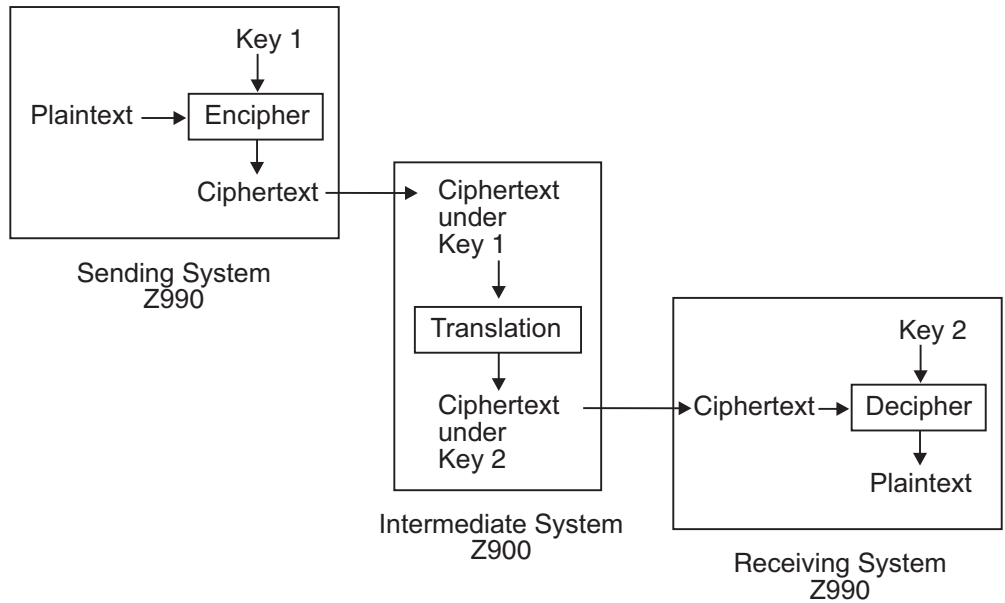 Key 1
Plaintext
Encipher
Ciphertext
Sending System
Z990
Ciphertext
under
Key 1
Translation
Ciphertext
under
Key 2
Intermediate System
Z900
Key 2
Ciphertext
Decipher
Plaintext
Receiving System
Z990